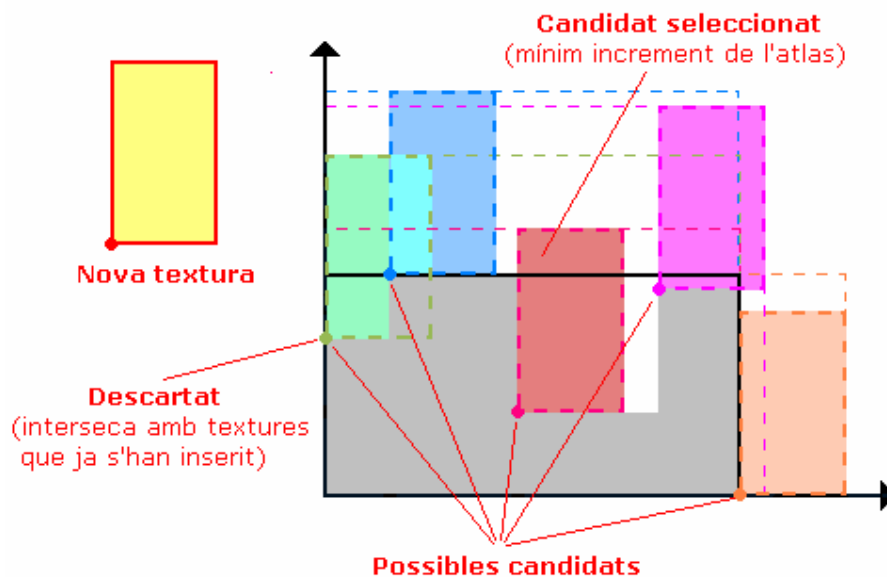 Candidat seleccionat
(mínim increment de l'atlas)
Nova textura
Descartat
(interseca amb textures
que ja s'han inserit)
Possibles candidats